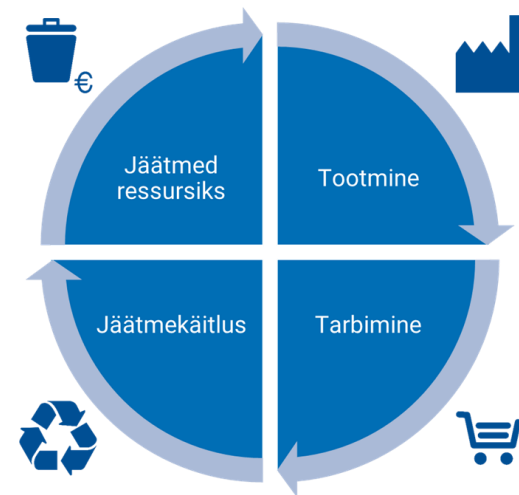 €
Jäätmed
ressursiks
Tootmine
Jäätmekäitlus
Tarbimine